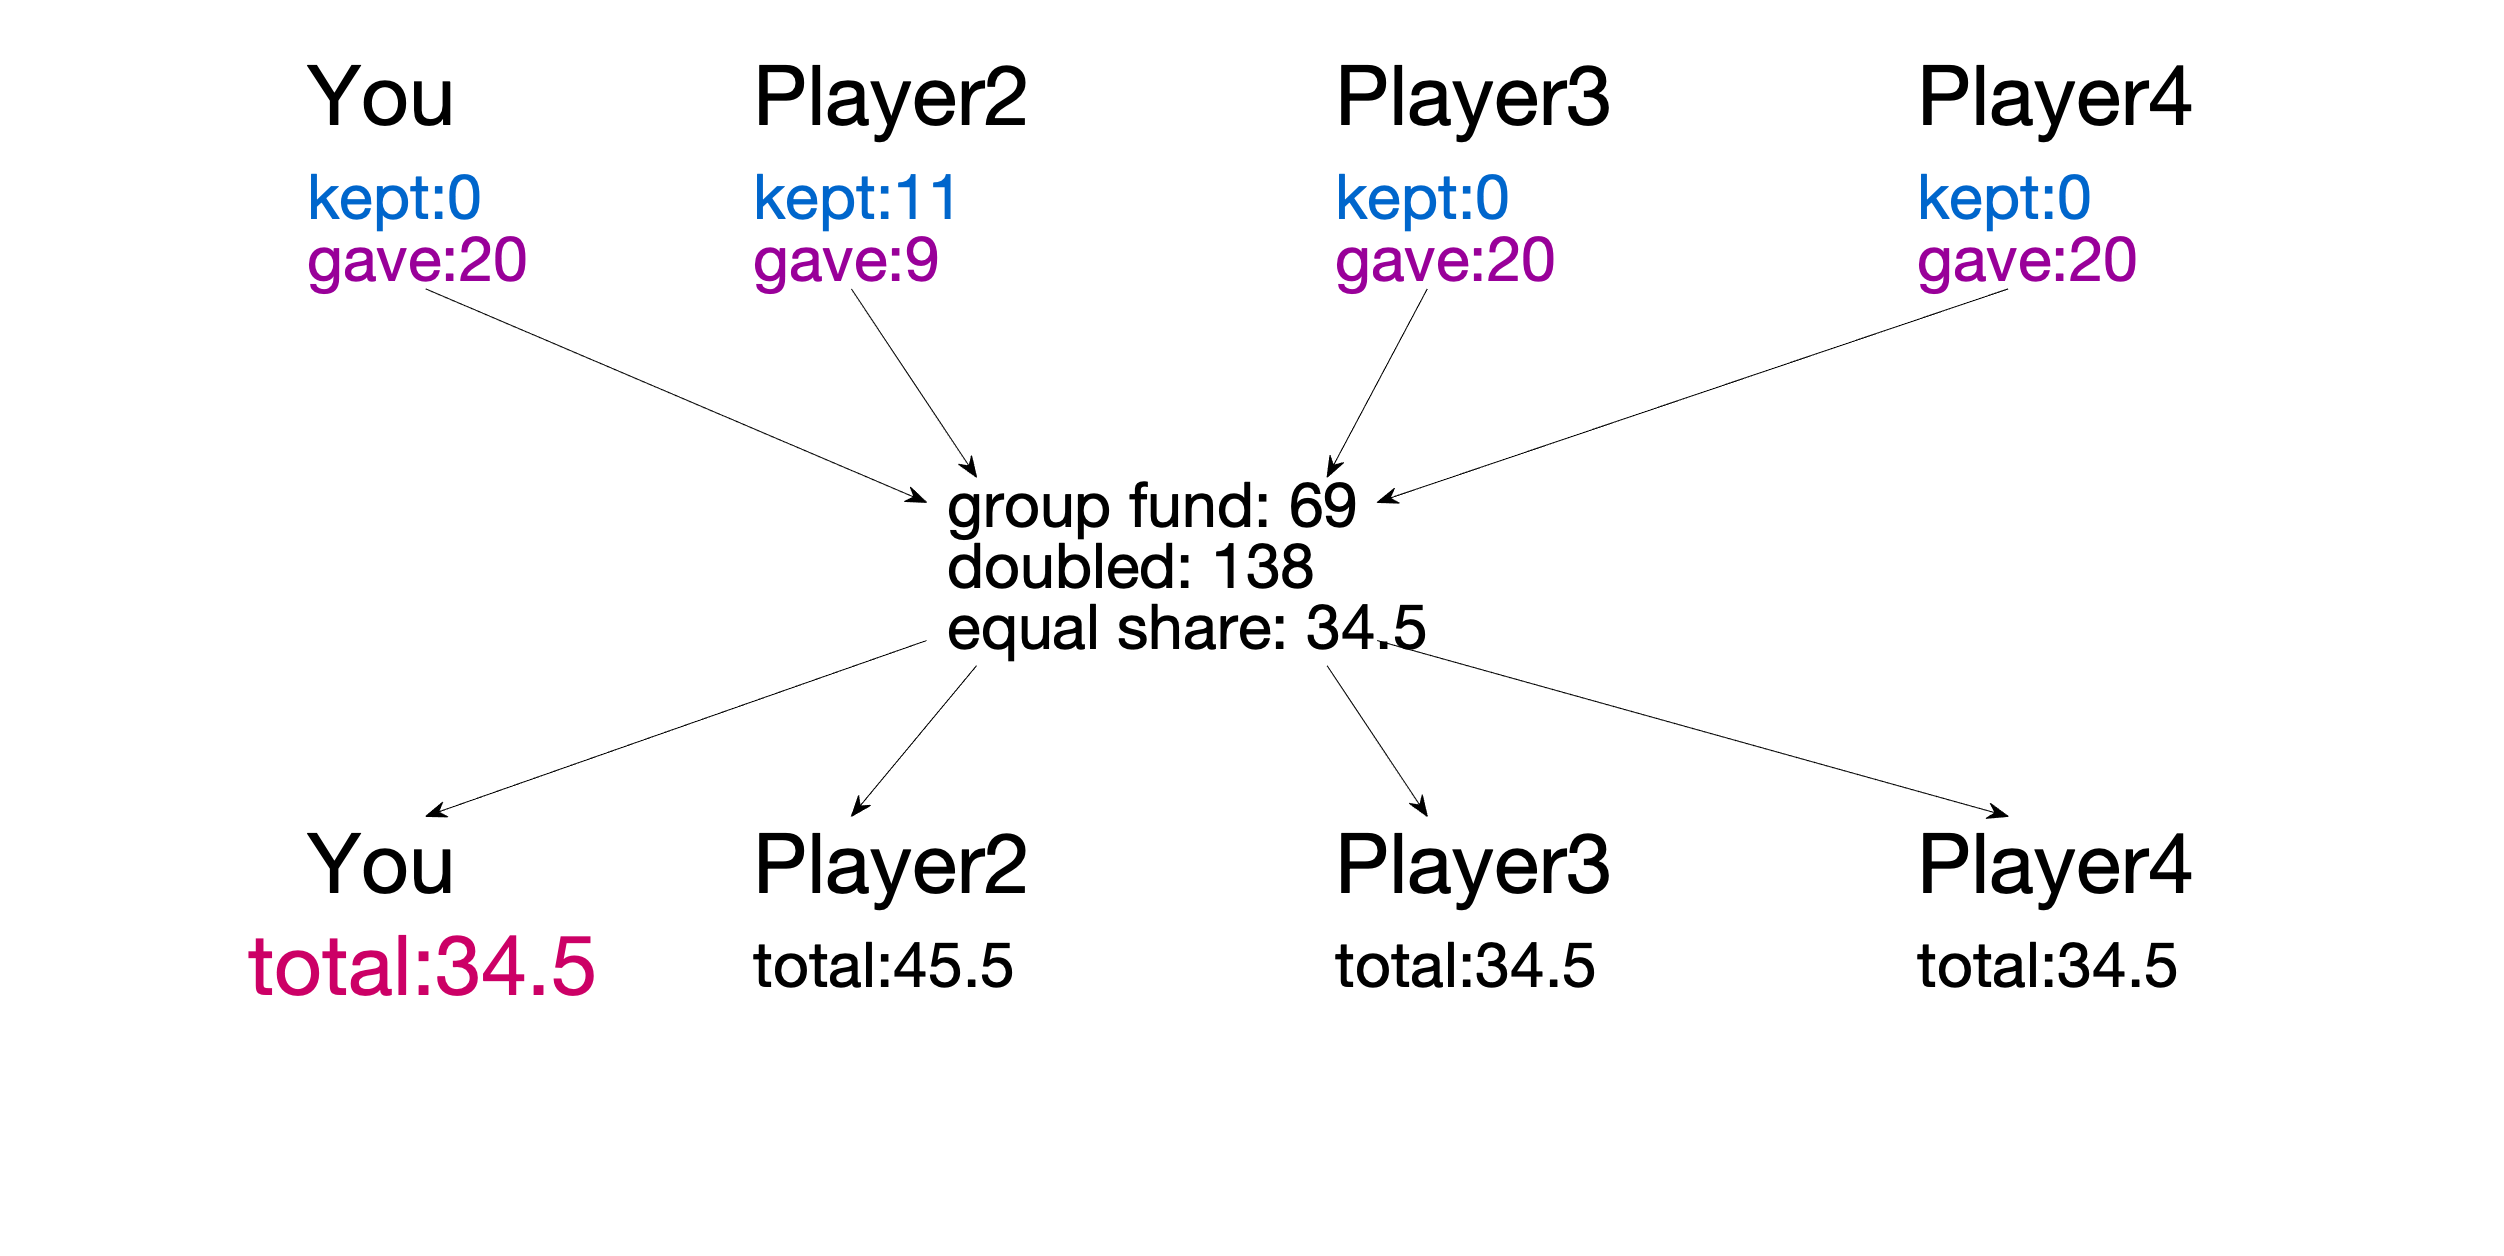 You Player2 Player3 Player4
kept:0 kept:11 kept:0 kept:0
gave:20 gave:9 gave:20 gave:20
group fund: 69
doubled: 138
equal share: 34.5
You Player2 Player3 Player4
total:34.5 total:45.5 total:34.5 total:34.5